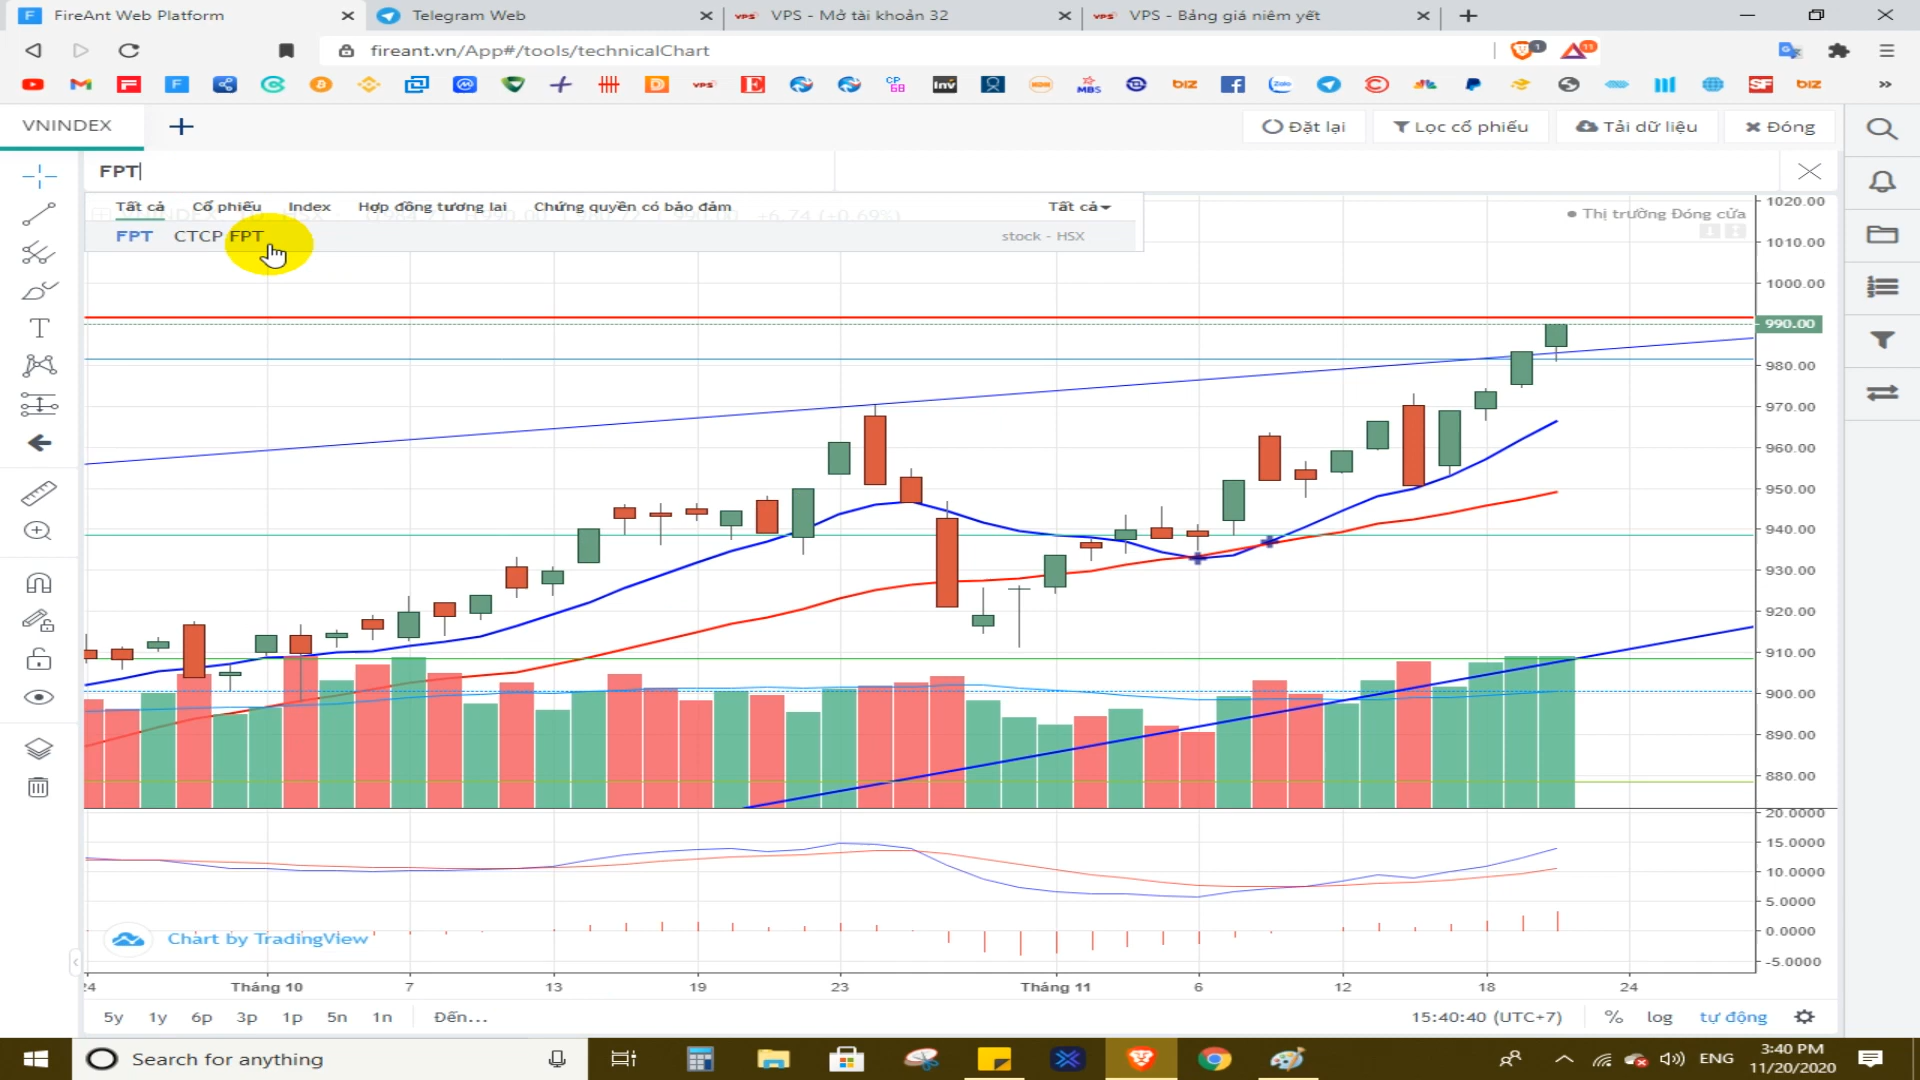 FireAnt Web Platform
Telegram Web
VPS - Mở tài khoản 32
VPS - Bảng giá niêm yết
fireant.vn/App#/tools/technicalChart
1
11
VNINDEX
Đặt lại
Lọc cổ phiếu
Tải dữ liệu
Đóng
FPT
Tất cả Cổ phiếu Index Hợp đồng tương lai Chứng quyền có bảo đảm Tất cả
FPT CTCP FPT stock - HSX
Thị trường Đóng cửa
1020.00
1010.00
1000.00
990.00
980.00
970.00
960.00
950.00
940.00
930.00
920.00
910.00
900.00
890.00
880.00
20.0000
15.0000
10.0000
5.0000
0.0000
-5.0000
Chart by TradingView
24 Tháng 10 7 13 19 23 Tháng 11 6 12 18 24
5y 1y 6p 3p 1p 5n 1n Đến... 15:40:40 (UTC+7) % log tự động
Search for anything
ENG
3:40 PM
11/20/2020